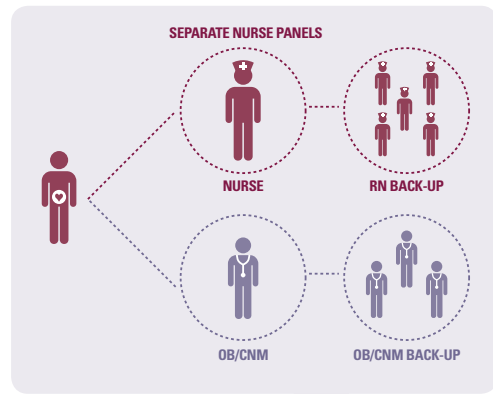 SEPARATE NURSE PANELS
NURSE
RN BACK-UP
OB/CNM
OB/CNM BACK-UP